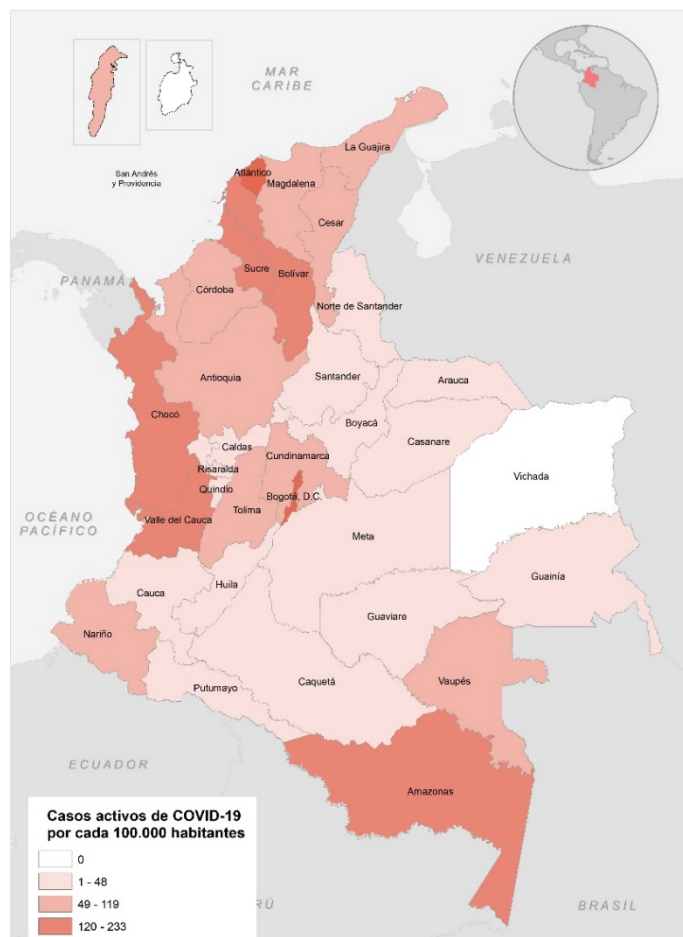 MAR
CARIBE
La Guajira
San Andrés
y Providencia
Atlántico
Magdalena
Cesar
VENEZUELA
PANAMÁ
Sucre
Bolívar
Córdoba
Norte de Santander
Antioquia
Santander
Arauca
Chocó
Boyacá
Caldas
Casanare
Cundinamarca
Risaralda
Vichada
Quindío
Bogotá, D.C.
OCÉANO
PACÍFICO
Valle del Cauca
Tolima
Meta
Guainía
Cauca
Huila
Guaviare
Nariño
Vaupés
Putumayo
Caquetá
ECUADOR
Amazonas
Casos activos de COVID-19
por cada 100.000 habitantes
0
1 - 48
49 - 119
120 - 233
RÚ
BRASIL